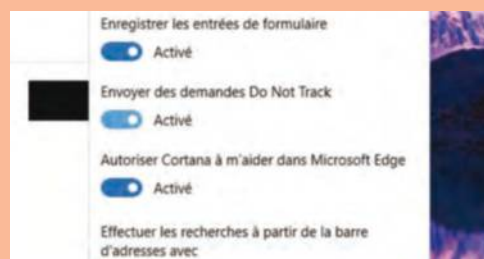 Enregistrer les entrées de formulaire
Activé
Envoyer des demandes Do Not Track
Activé
Autoriser Cortana à m'aider dans Microsoft Edge
Activé
Effectuer les recherches à partir de la barre
d'adresses avec